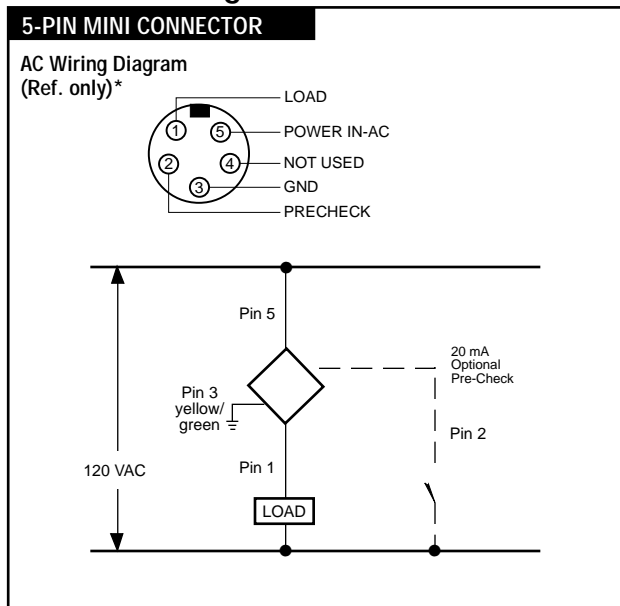 5-PIN MINI CONNECTOR
AC Wiring Diagram
(Ref. only)*
LOAD
1
5
POWER IN-AC
2
4
NOT USED
3
GND
PRECHECK
Pin 5
20 mA
Optional
Pre-Check
Pin 3
yellow/
green
Pin 2
Pin 1
120 VAC
LOAD